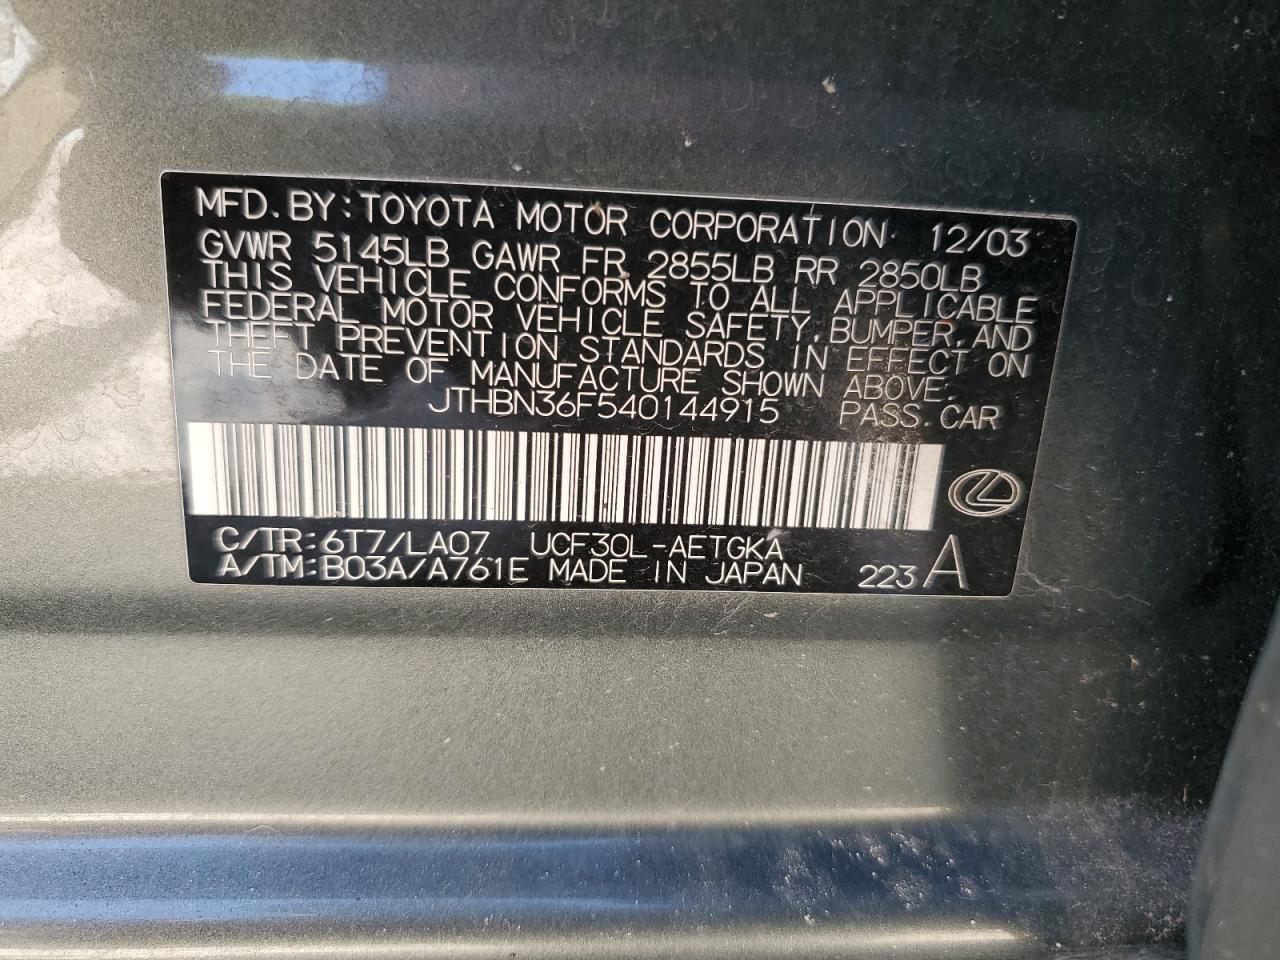 MFD. BY: TOYOTA MOTOR CORPORATION 12/03
GVWR 5145LB GAWR FR 2855LB RR 2850LB
THIS VEHICLE CONFORMS TO ALL APPLICABLE
FEDERAL MOTOR VEHICLE SAFETY, BUMPER, AND
THEFT PREVENTION STANDARDS IN EFFECT ON
THE DATE OF MANUFACTURE SHOWN ABOVE.
JTHBN36F540144915 PASS. CAR
C/TR: 6T7/LA07 UCF30L-AETGKA
A/TM: B03A/A761E MADE IN JAPAN 223 A